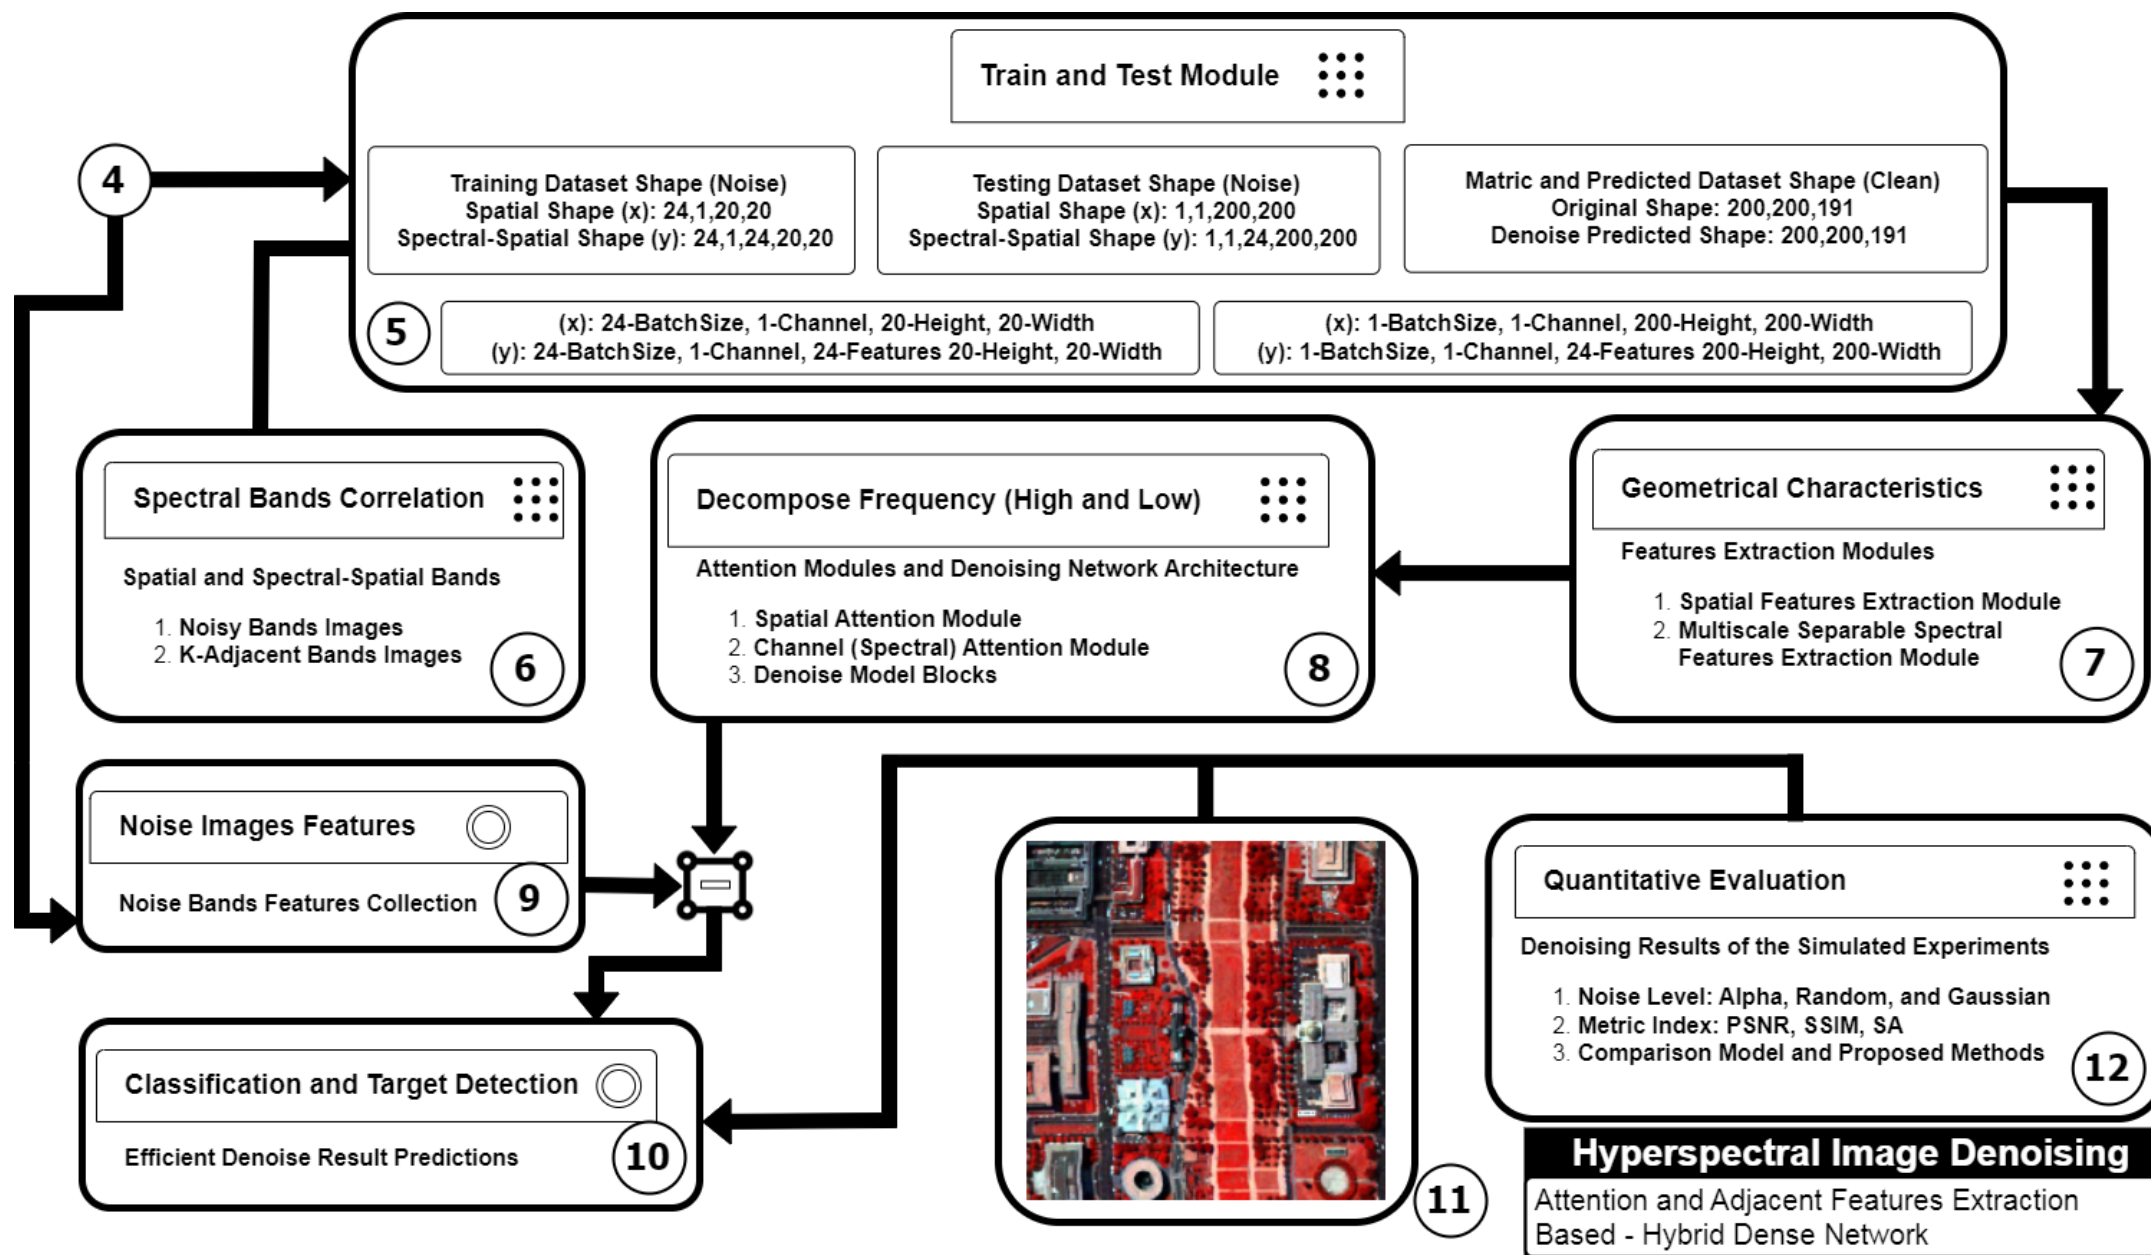 Train and Test Module
4
Training Dataset Shape (Noise)
Spatial Shape (x): 24,1,20,20
Spectral-Spatial Shape (y): 24,1,24,20,20
Testing Dataset Shape (Noise)
Spatial Shape (x): 1,1,200,200
Spectral-Spatial Shape (y): 1,1,24,200,200
Matric and Predicted Dataset Shape (Clean)
Original Shape: 200,200,191
Denoise Predicted Shape: 200,200,191
5
(x): 24-BatchSize, 1-Channel, 20-Height, 20-Width
(y): 24-BatchSize, 1-Channel, 24-Features 20-Height, 20-Width
(x): 1-BatchSize, 1-Channel, 200-Height, 200-Width
(y): 1-BatchSize, 1-Channel, 24-Features 200-Height, 200-Width
Spectral Bands Correlation
Spatial and Spectral-Spatial Bands
1. Noisy Bands Images
2. K-Adjacent Bands Images
6
Decompose Frequency (High and Low)
Attention Modules and Denoising Network Architecture
1. Spatial Attention Module
2. Channel (Spectral) Attention Module
3. Denoise Model Blocks
8
Geometrical Characteristics
Features Extraction Modules
1. Spatial Features Extraction Module
2. Multiscale Separable Spectral
Features Extraction Module
7
Noise Images Features
Noise Bands Features Collection
9
Classification and Target Detection
Efficient Denoise Result Predictions
10
11
Quantitative Evaluation
Denoising Results of the Simulated Experiments
1. Noise Level: Alpha, Random, and Gaussian
2. Metric Index: PSNR, SSIM, SA
3. Comparison Model and Proposed Methods
12
Hyperspectral Image Denoising
Attention and Adjacent Features Extraction
Based - Hybrid Dense Network